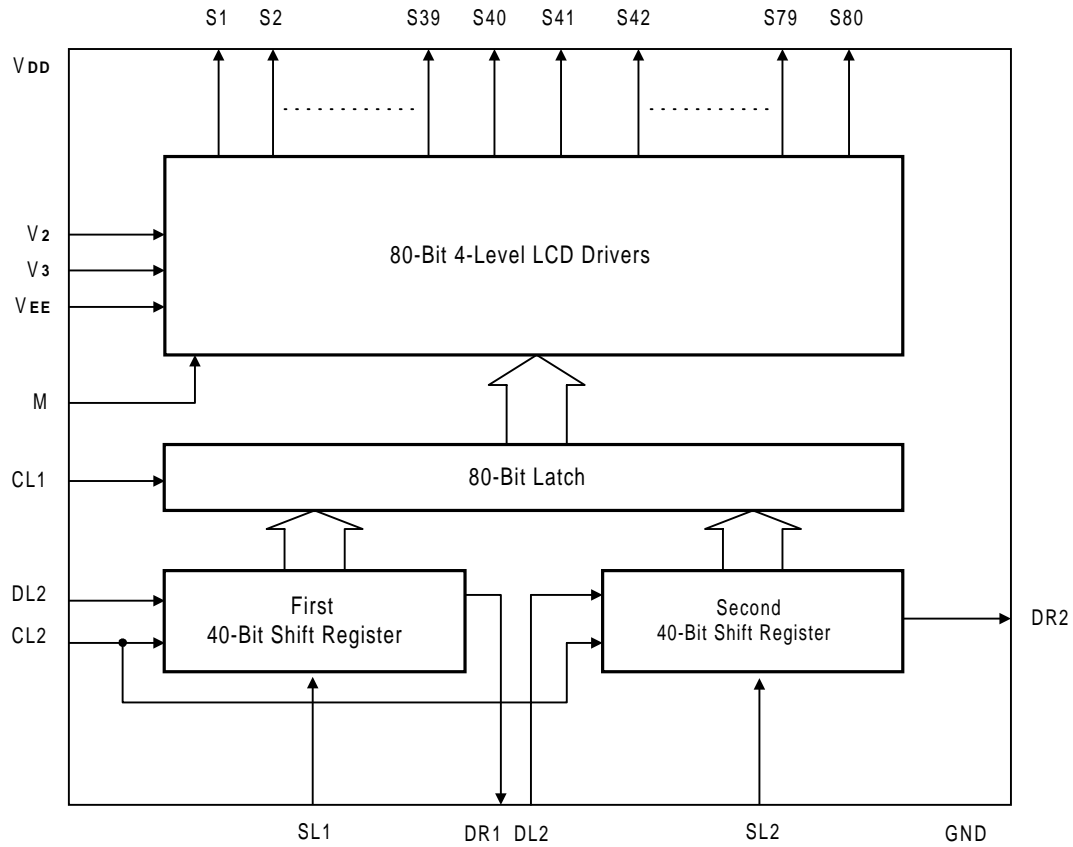 S1 S2 S39 S40 S41 S42 S79 S80
VDD
V2
V3
VEE
80-Bit 4-Level LCD Drivers
M
CL1
80-Bit Latch
DL2
CL2
First
40-Bit Shift Register
Second
40-Bit Shift Register
DR2
SL1 DR1 DL2 SL2 GND